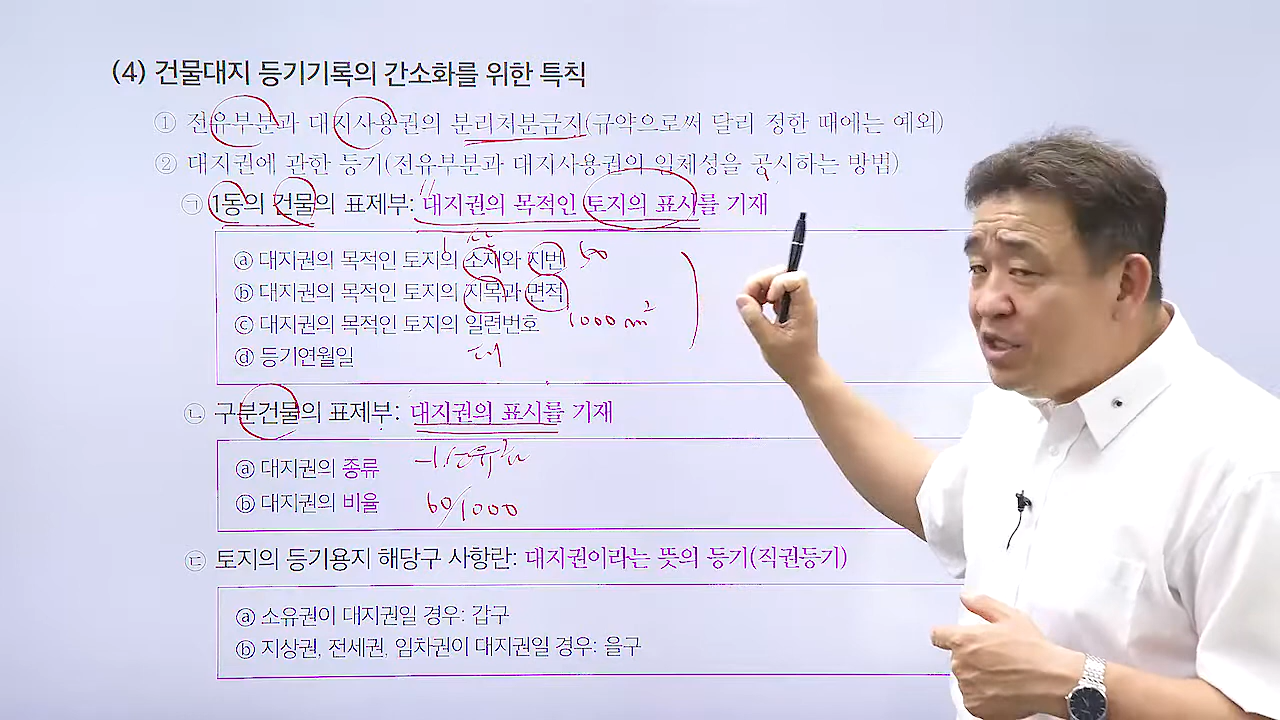 (4) 건물대지 등기기록의 간소화를 위한 특칙
① 전유부분과 대지사용권의 분리처분금지(규약으로써 달리 정한 때에는 예외)
② 대지권에 관한 등기(전유부분과 대지사용권의 일체성을 공시하는 방법)
㉠ 1동의 건물의 표제부: 대지권의 목적인 토지의 표시를 기재
ⓐ 대지권의 목적인 토지의 소재와 지번 50
ⓑ 대지권의 목적인 토지의 지목과 면적
ⓒ 대지권의 목적인 토지의 일련번호 1000㎡
ⓓ 등기연월일 대
㉡ 구분건물의 표제부: 대지권의 표시를 기재
ⓐ 대지권의 종류
ⓑ 대지권의 비율 60/1000
㉢ 토지의 등기용지 해당구 사항란: 대지권이라는 뜻의 등기(직권등기)
ⓐ 소유권이 대지권일 경우: 갑구
ⓑ 지상권, 전세권, 임차권이 대지권일 경우: 을구